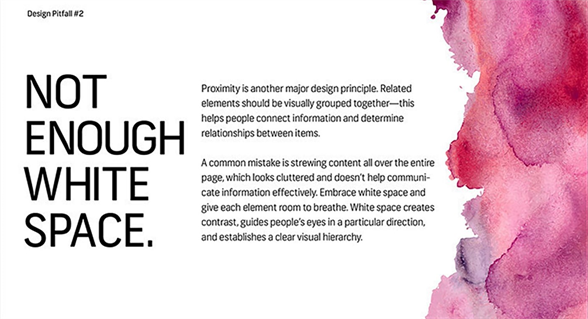 Design Pitfall #2
NOT
ENOUGH
WHITE
SPACE.
Proximity is another major design principle. Related
elements should be visually grouped together—this
helps people connect information and determine
relationships between items.
A common mistake is strewing content all over the entire
page, which looks cluttered and doesn't help communi-
cate information effectively. Embrace white space and
give each element room to breathe. White space creates
contrast, guides people's eyes in a particular direction,
and establishes a clear visual hierarchy.